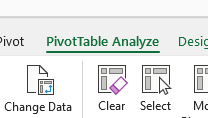 Pivot PivotTable Analyze Desig
Change Data Clear Select Mo